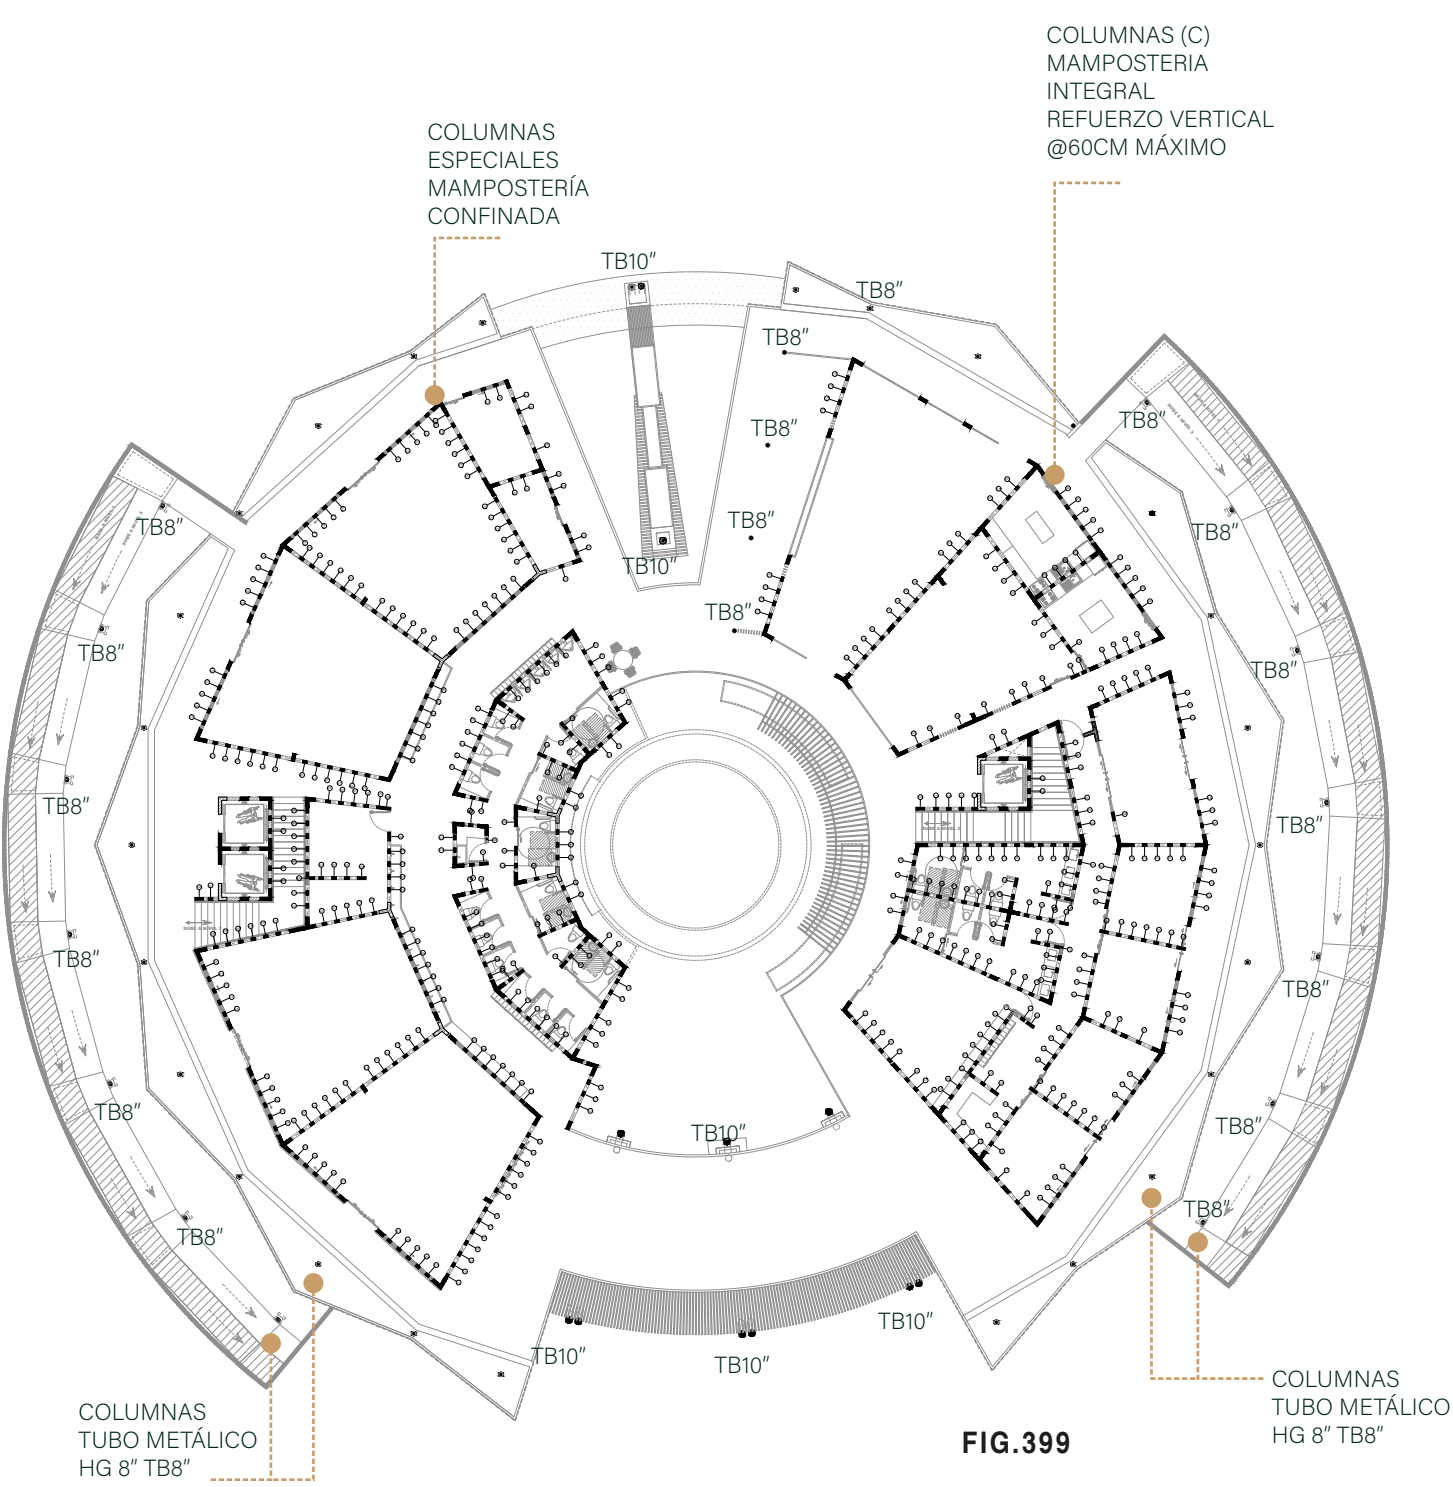 COLUMNAS (C)
MAMPOSTERIA
INTEGRAL
REFUERZO VERTICAL
@60CM MÁXIMO
COLUMNAS
ESPECIALES
MAMPOSTERÍA
CONFINADA
TB10"
TB8"
TB8"
TB8"
TB8"
TB8"
TB8"
TB8"
TB10"
TB8"
TB8"
TB8"
TB8"
TB8"
TB8"
TB8"
TB8"
TB8"
TB10"
TB8"
TB8"
TB8"
TB10"
TB10"
TB10"
COLUMNAS
TUBO METÁLICO
HG 8" TB8"
COLUMNAS
TUBO METÁLICO
HG 8" TB8"
FIG.399